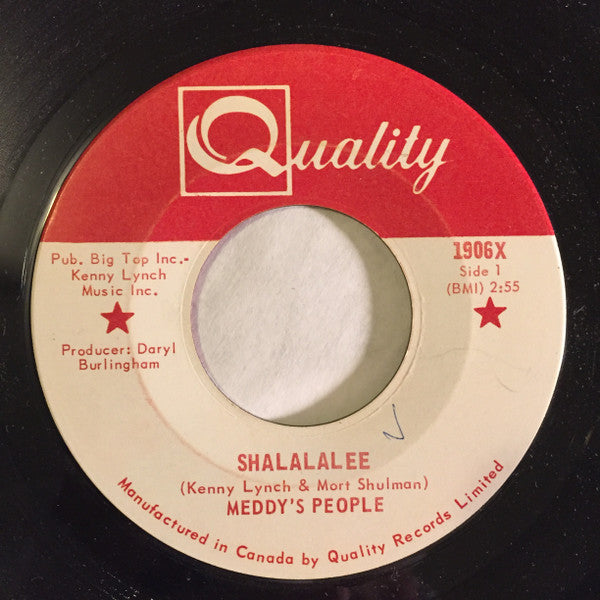 Quality
Pub. Big Top Inc.-
Kenny Lynch
Music Inc.
Producer: Daryl
Burlingham
1906X
Side 1
(BMI) 2:55
SHALALALEE
(Kenny Lynch & Mort Shulman)
MEDDY'S PEOPLE
Manufactured in Canada by Quality Records Limited